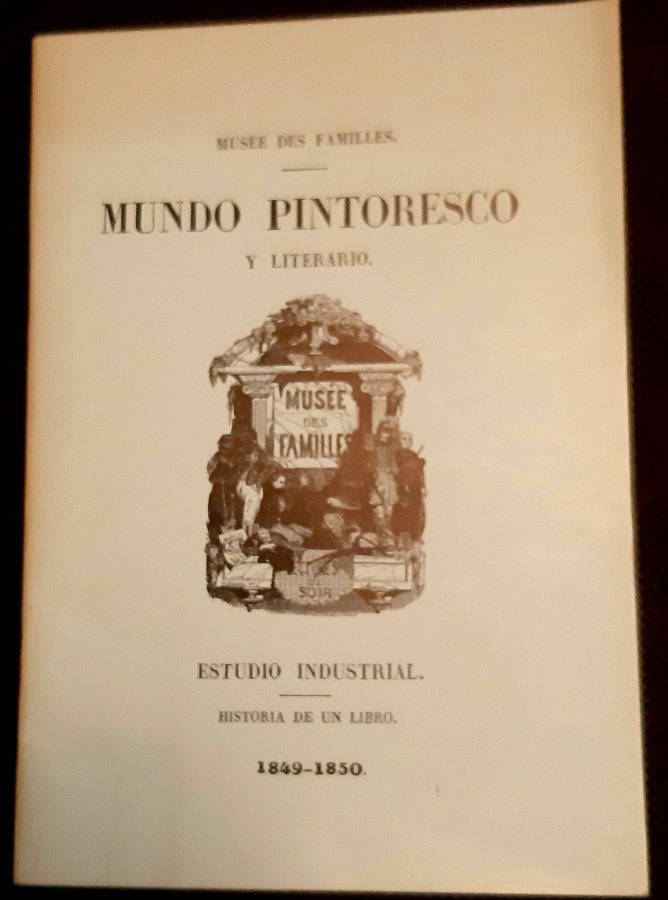 MUSÉE DES FAMILLES.
MUNDO PINTORESCO
Y LITERARIO.
MUSÉE
DES
FAMILLES
SOIR
ESTUDIO INDUSTRIAL.
HISTORIA DE UN LIBRO.
1849–1850.